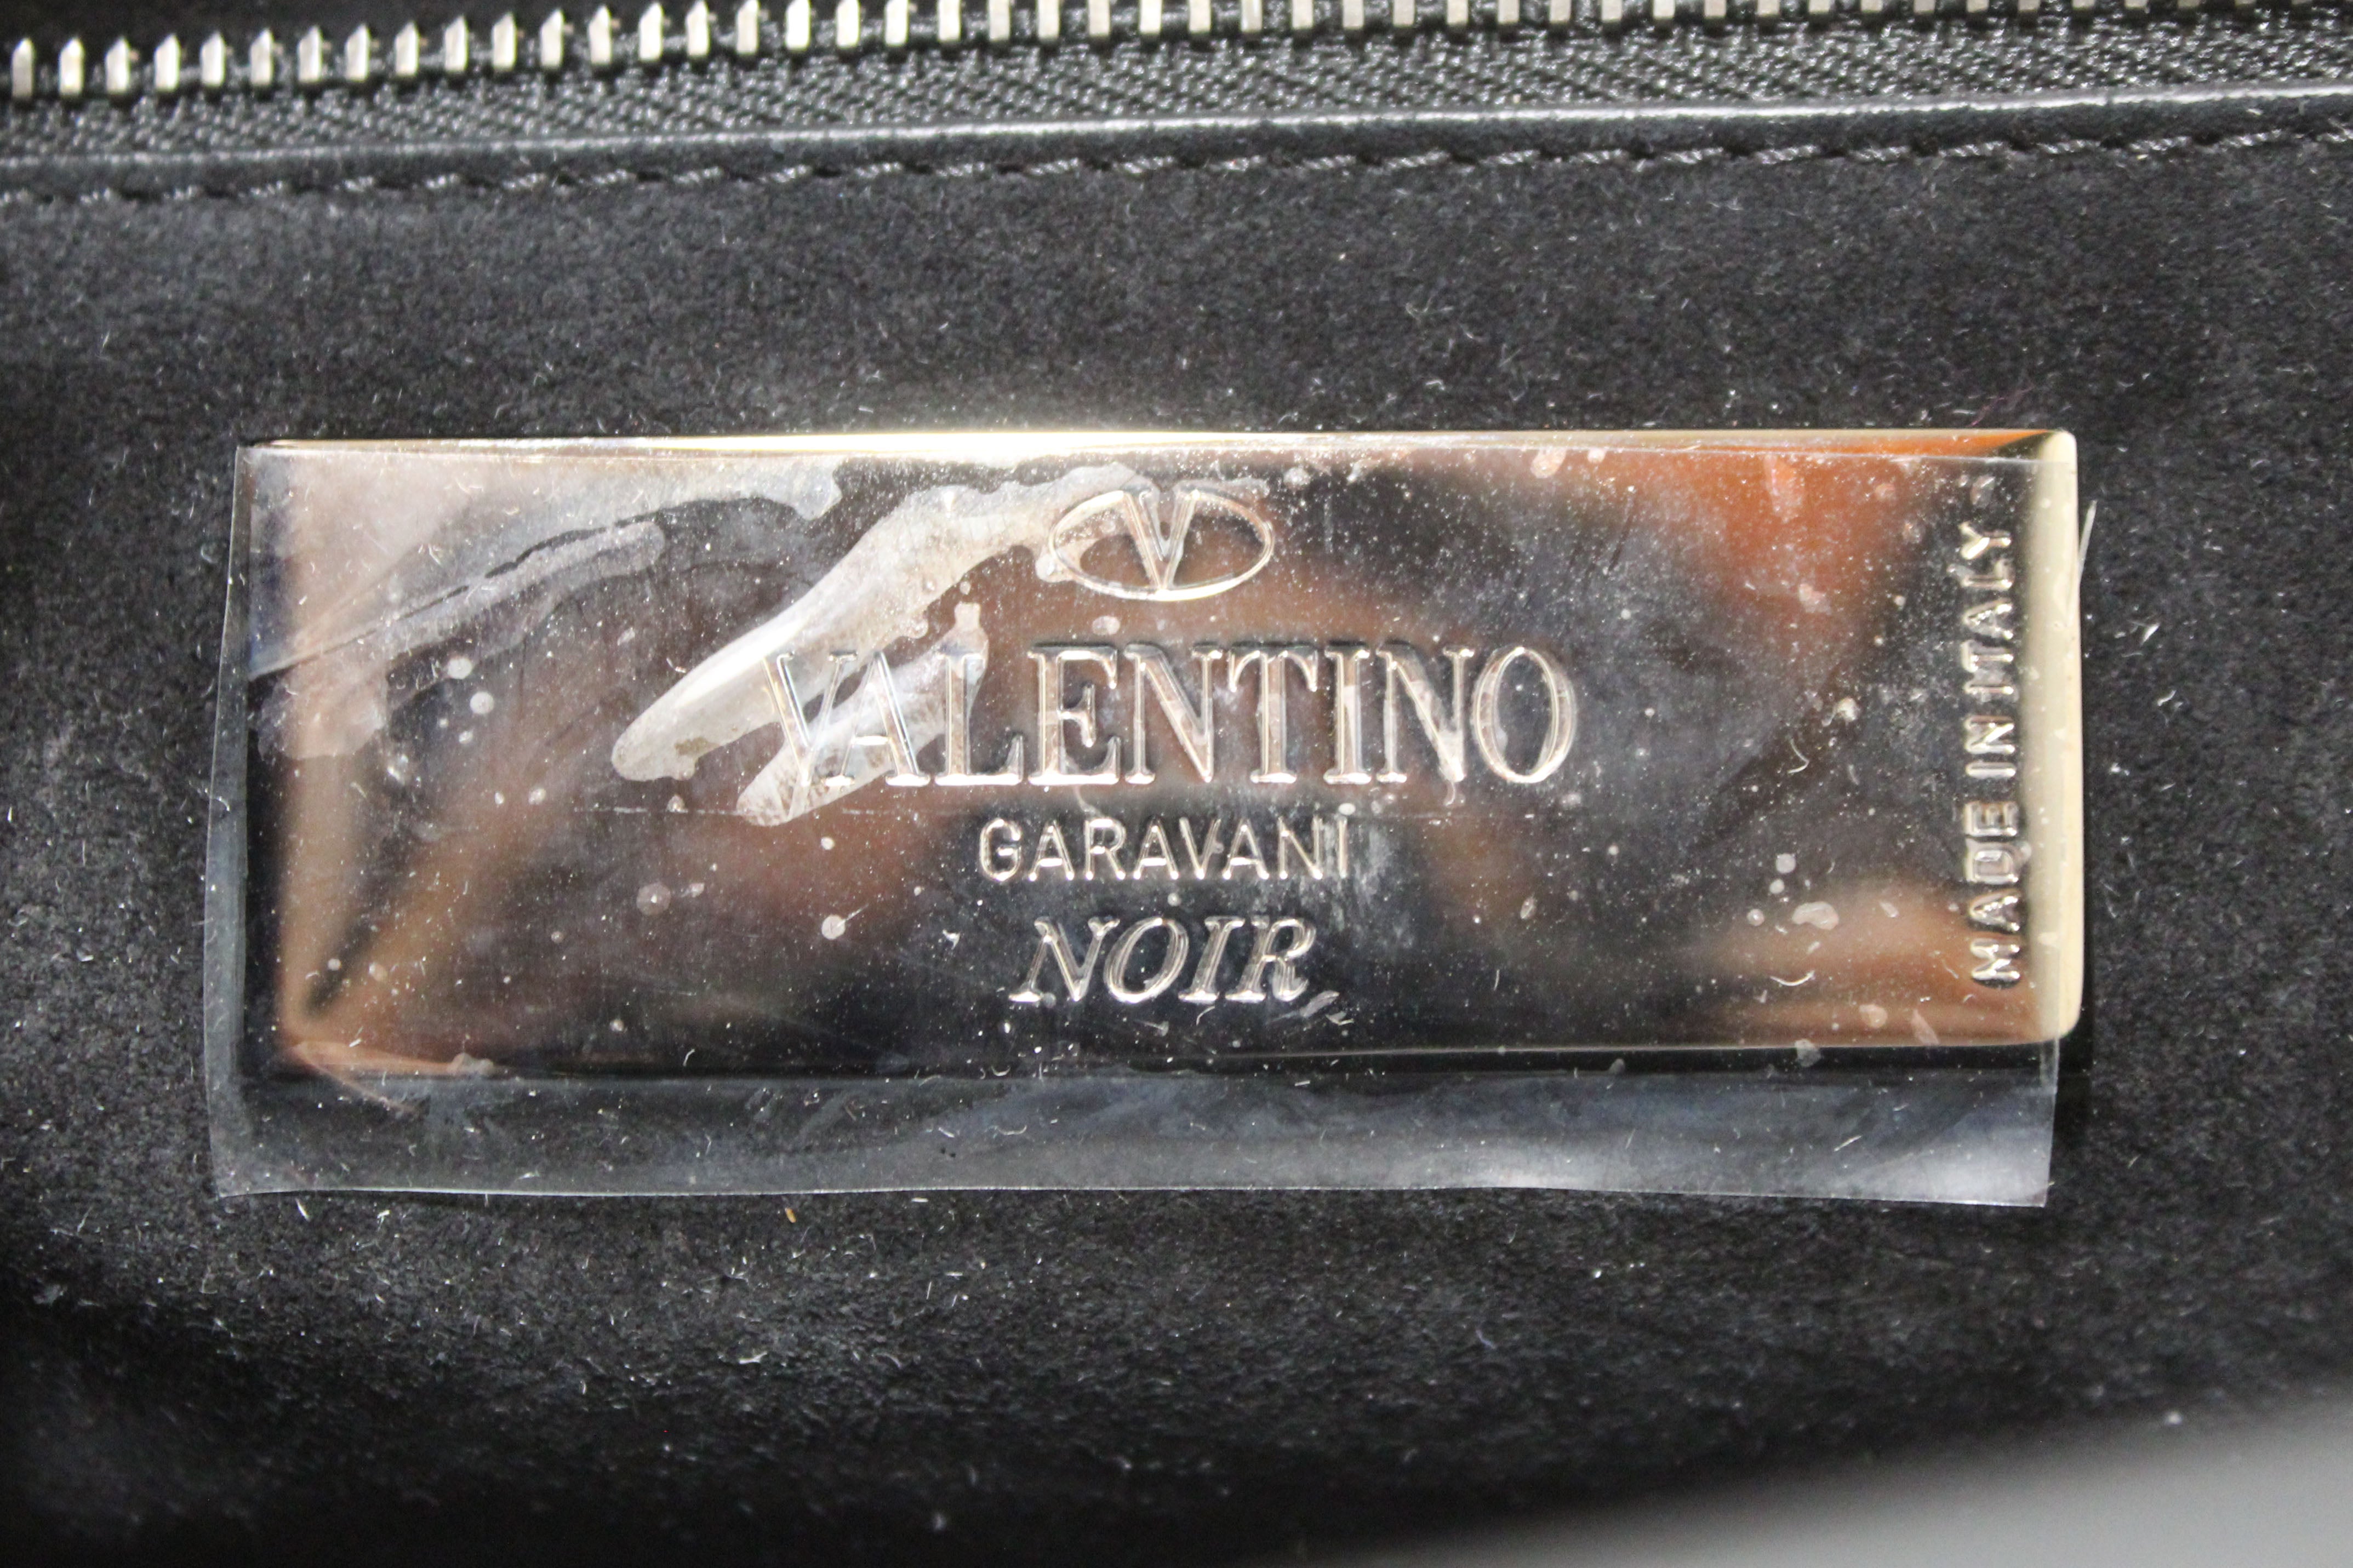 V
VALENTINO
GARAVANI
NOIR
MADE IN ITALY